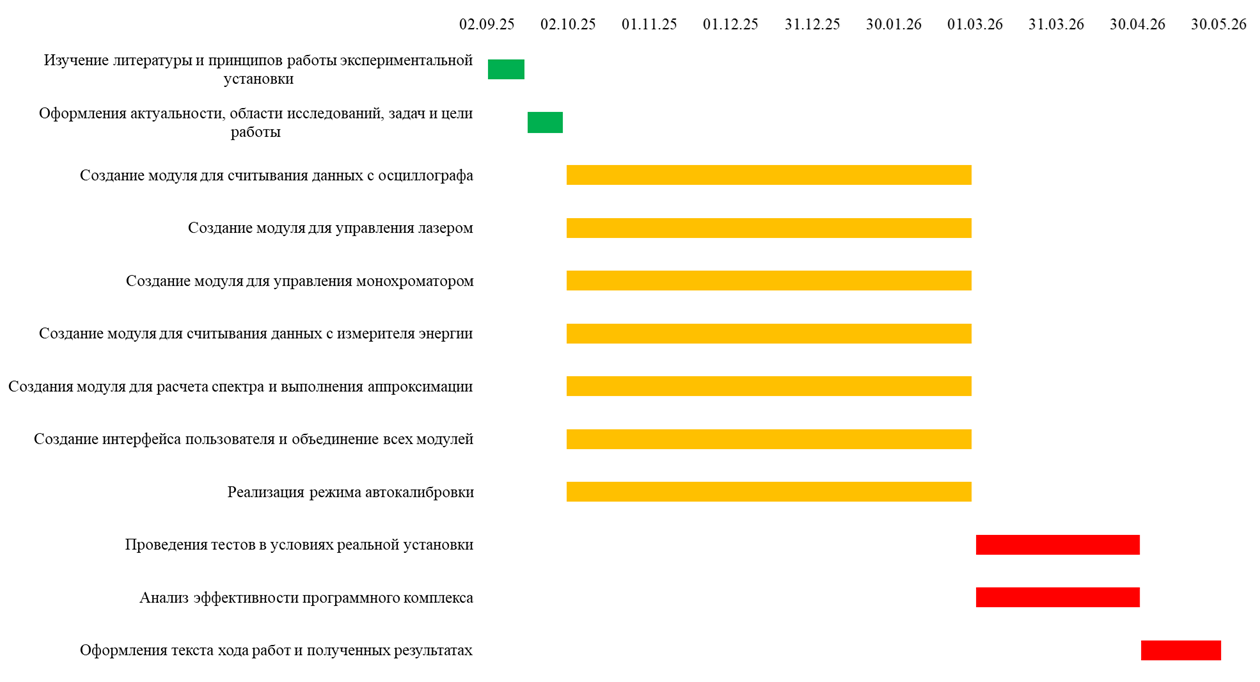 02.09.25 02.10.25 01.11.25 01.12.25 31.12.25 30.01.26 01.03.26 31.03.26 30.04.26 30.05.26
Изучение литературы и принципов работы экспериментальной
установки
Оформления актуальности, области исследований, задач и цели
работы
Создание модуля для считывания данных с осциллографа
Создание модуля для управления лазером
Создание модуля для управления монохроматором
Создание модуля для считывания данных с измерителя энергии
Создания модуля для расчета спектра и выполнения аппроксимации
Создание интерфейса пользователя и объединение всех модулей
Реализация режима автокалибровки
Проведения тестов в условиях реальной установки
Анализ эффективности программного комплекса
Оформления текста хода работ и полученных результатах